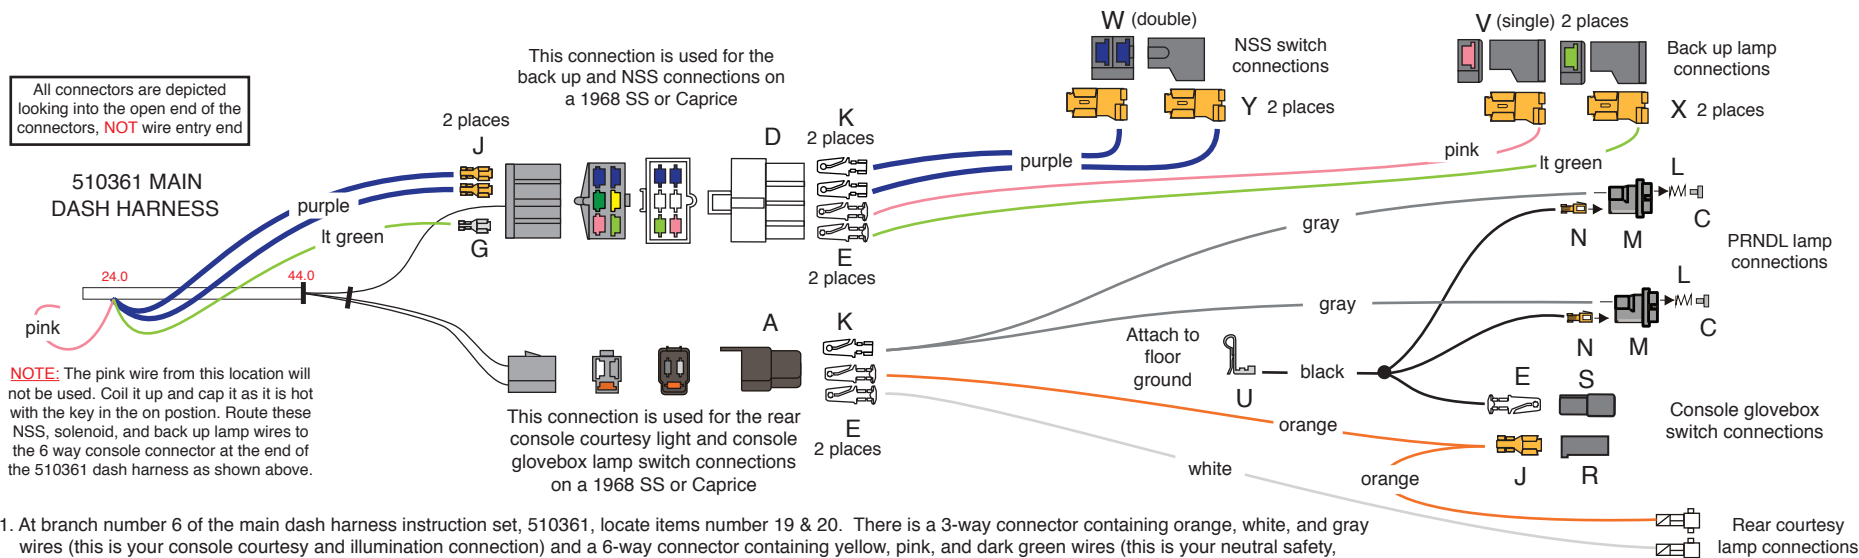 All connectors are depicted
looking into the open end of the
connectors, NOT wire entry end
This connection is used for the
back up and NSS connections on
a 1968 SS or Caprice
W (double)
NSS switch
connections
Y 2 places
V (single) 2 places
Back up lamp
connections
X 2 places
510361 MAIN
DASH HARNESS
2 places
J
G
D
K
2 places
E
2 places
purple
lt green
24.0
44.0
pink
purple
pink
lt green
gray
gray
L
C
N
M
PRNDL lamp
connections
L
C
N
M
NOTE: The pink wire from this location will
not be used. Coil it up and cap it as it is hot
with the key in the on postion. Route these
NSS, solenoid, and back up lamp wires to
the 6 way console connector at the end of
the 510361 dash harness as shown above.
A
K
E
2 places
This connection is used for the rear
console courtesy light and console
glovebox lamp switch connections
on a 1968 SS or Caprice
Attach to
floor
ground
U
black
E
S
J
R
Console glovebox
switch connections
orange
white
orange
Rear courtesy
lamp connections
1. At branch number 6 of the main dash harness instruction set, 510361, locate items number 19 & 20. There is a 3-way connector containing orange, white, and gray
wires (this is your console courtesy and illumination connection) and a 6-way connector containing yellow, pink, and dark green wires (this is your neutral safety,